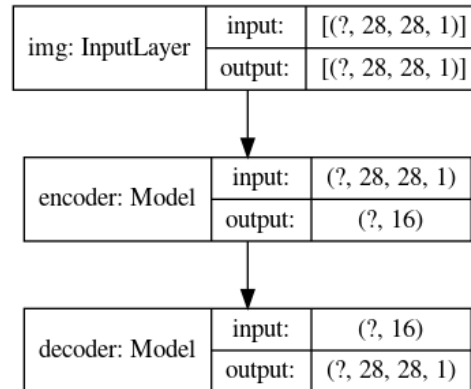 img: InputLayer
input: [(?, 28, 28, 1)]
output: [(?, 28, 28, 1)]
encoder: Model
input: (?, 28, 28, 1)
output: (?, 16)
decoder: Model
input: (?, 16)
output: (?, 28, 28, 1)